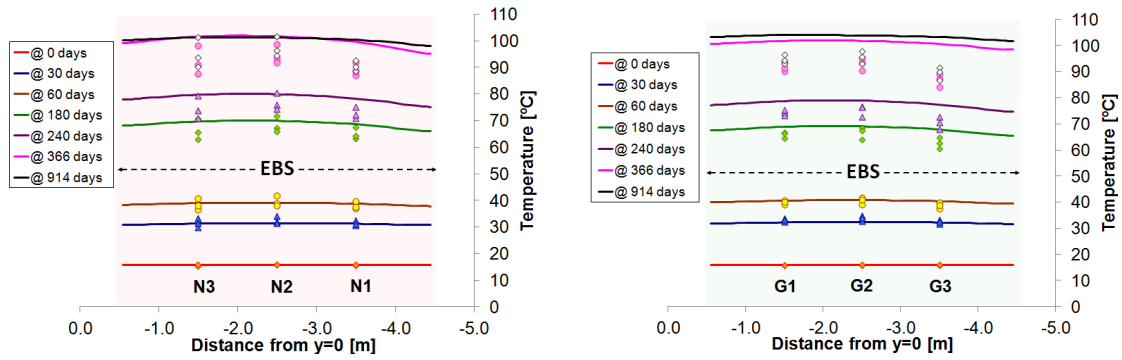 @ 0 days
@ 30 days
@ 60 days
@ 180 days
@ 240 days
@ 366 days
@ 914 days
EBS
N3 N2 N1
110
100
90
80
70
60
50
40
30
20
10
0
Temperature [ºC]
0.0 -1.0 -2.0 -3.0 -4.0 -5.0
Distance from y=0 [m]
@ 0 days
@ 30 days
@ 60 days
@ 180 days
@ 240 days
@ 366 days
@ 914 days
EBS
G1 G2 G3
110
100
90
80
70
60
50
40
30
20
10
0
Temperature [ºC]
0.0 -1.0 -2.0 -3.0 -4.0 -5.0
Distance from y=0 [m]